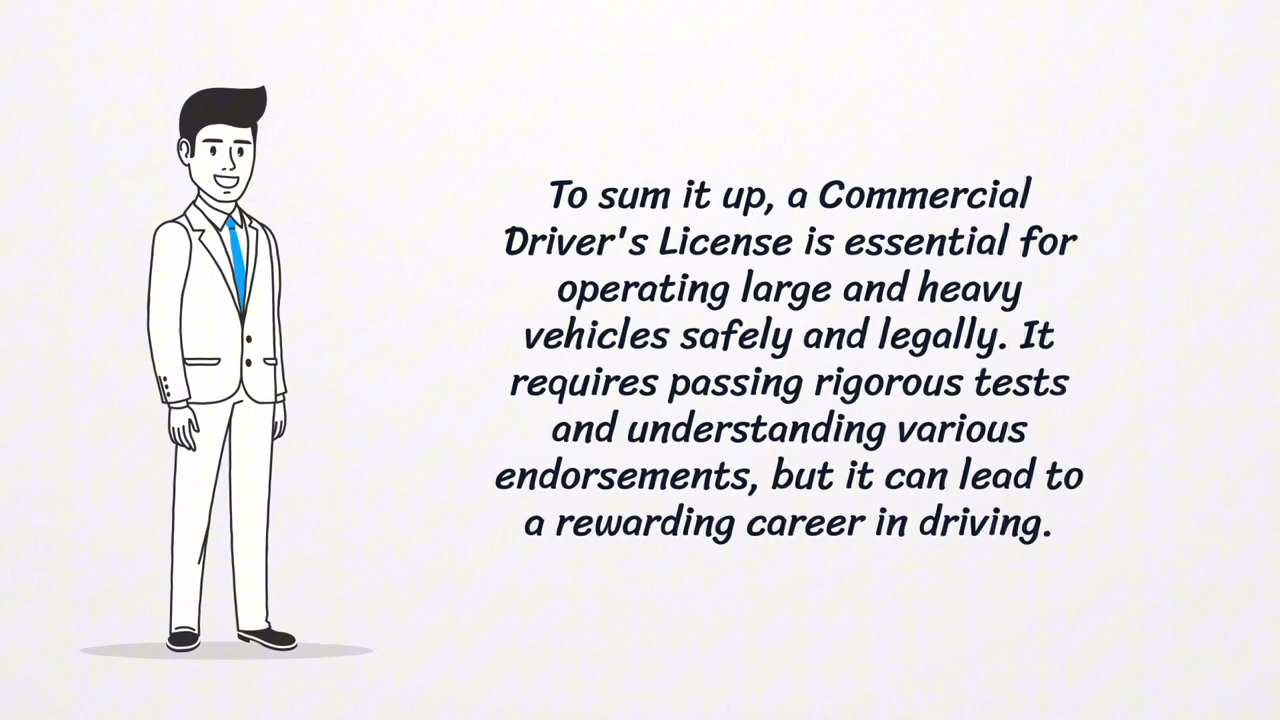 To sum it up, a Commercial
Driver's License is essential for
operating large and heavy
vehicles safely and legally. It
requires passing rigorous tests
and understanding various
endorsements, but it can lead to
a rewarding career in driving.